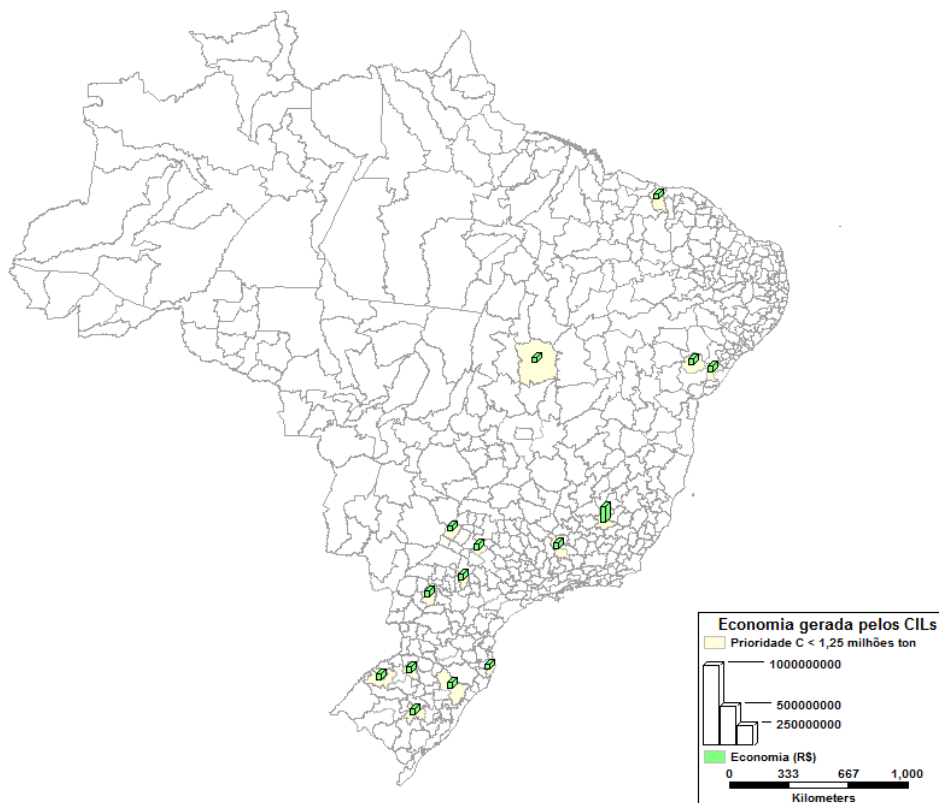 Economia gerada pelos CILs
Prioridade C < 1,25 milhões ton
1000000000
500000000
250000000
Economia (R$)
0 333 667 1,000
Kilometers